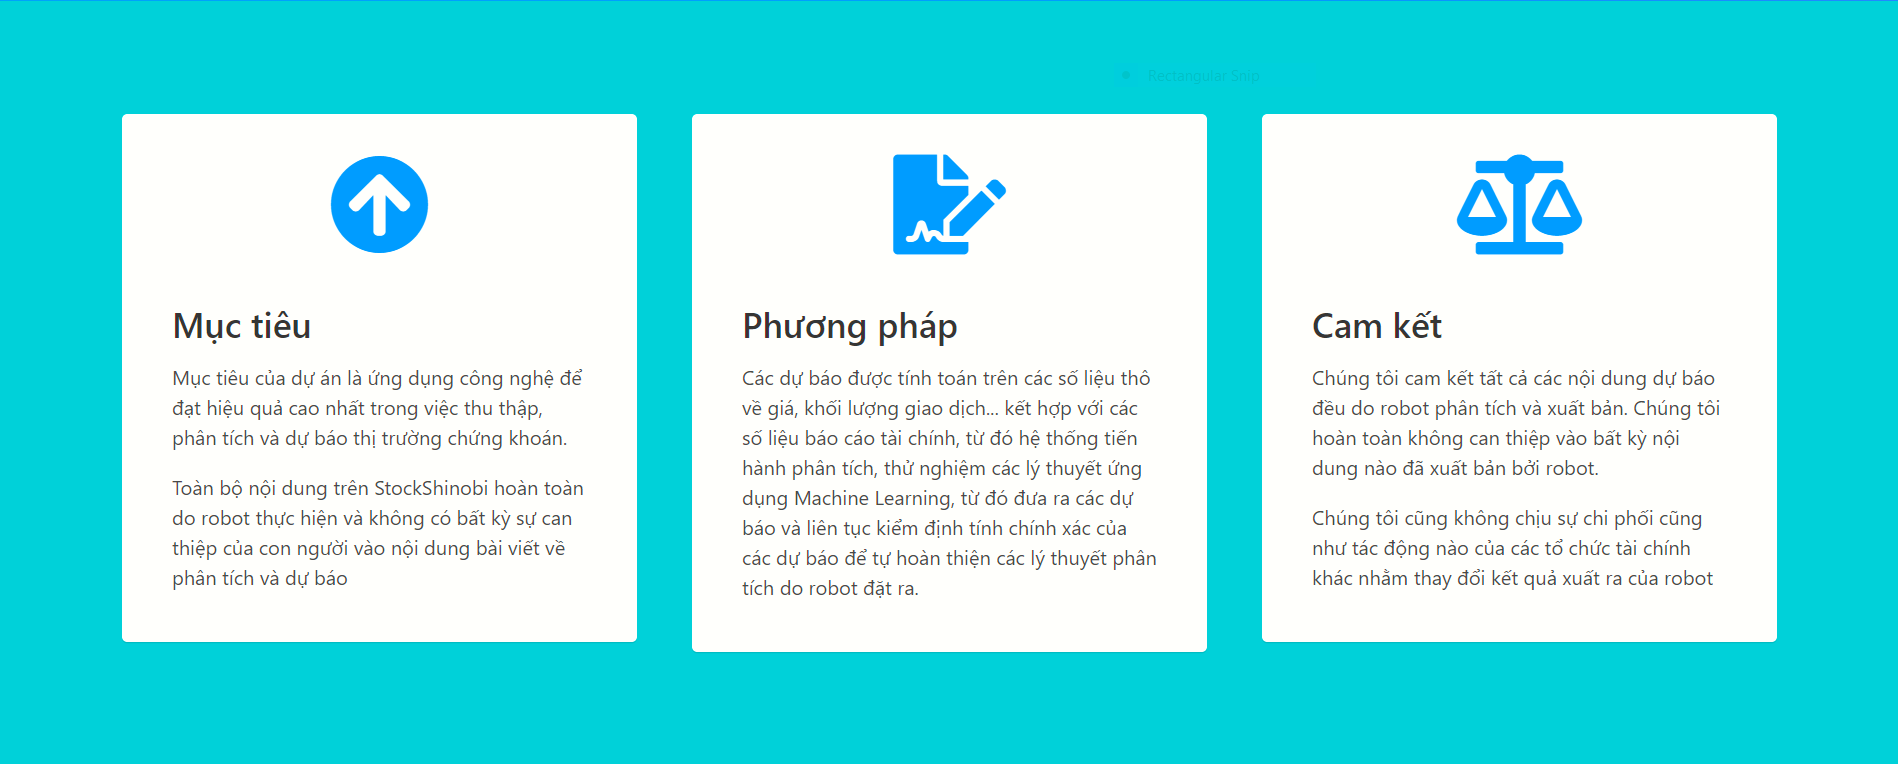 Rectangular Snip
Mục tiêu
Mục tiêu của dự án là ứng dụng công nghệ để
đạt hiệu quả cao nhất trong việc thu thập,
phân tích và dự báo thị trường chứng khoán.
Toàn bộ nội dung trên StockShinobi hoàn toàn
do robot thực hiện và không có bất kỳ sự can
thiệp của con người vào nội dung bài viết về
phân tích và dự báo
Phương pháp
Các dự báo được tính toán trên các số liệu thô
về giá, khối lượng giao dịch... kết hợp với các
số liệu báo cáo tài chính, từ đó hệ thống tiến
hành phân tích, thử nghiệm các lý thuyết ứng
dụng Machine Learning, từ đó đưa ra các dự
báo và liên tục kiểm định tính chính xác của
các dự báo để tự hoàn thiện các lý thuyết phân
tích do robot đặt ra.
Cam kết
Chúng tôi cam kết tất cả các nội dung dự báo
đều do robot phân tích và xuất bản. Chúng tôi
hoàn toàn không can thiệp vào bất kỳ nội
dung nào đã xuất bản bởi robot.
Chúng tôi cũng không chịu sự chi phối cũng
như tác động nào của các tổ chức tài chính
khác nhằm thay đổi kết quả xuất ra của robot